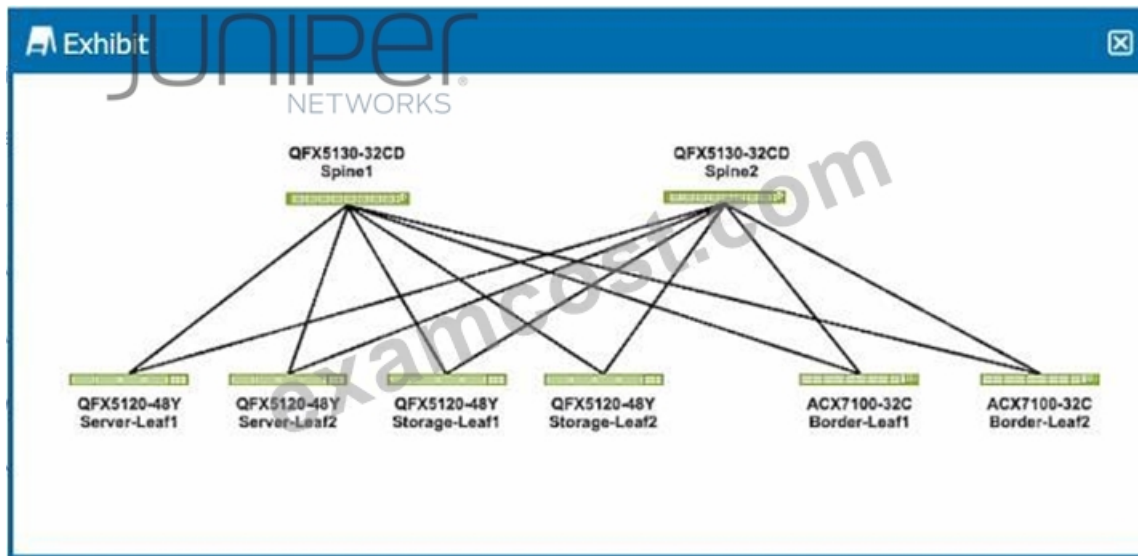 Exhibit
JUNIPER
NETWORKS
QFX5130-32CD
Spine1
QFX5130-32CD
Spine2
examcost.com
QFX5120-48Y
Server-Leaf1
QFX5120-48Y
Server-Leaf2
QFX5120-48Y
Storage-Leaf1
QFX5120-48Y
Storage-Leaf2
ACX7100-32C
Border-Leaf1
ACX7100-32C
Border-Leaf2